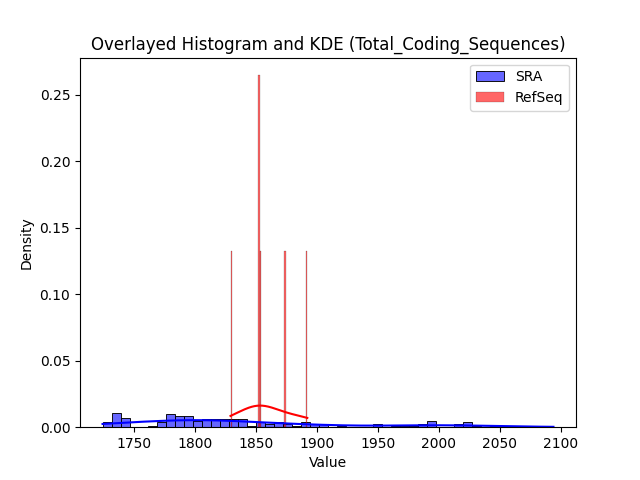 Overlayed Histogram and KDE (Total_Coding_Sequences)
SRA
RefSeq
0.25
0.20
0.15
0.10
0.05
0.00
Density
1750 1800 1850 1900 1950 2000 2050 2100
Value